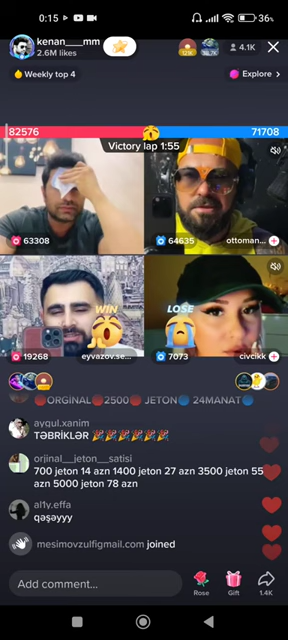 0:15
36%
kenan___mm
2.6M likes
4.1K
Weekly top 4
Explore >
82576
71708
Victory lap 1:55
63308
64635
ottoman...
WIN
LOSE
19268
eyvazov.se...
7073
civcikk
🔴ORGİNAL🔴2500🔴 JETON🔵 24MANAT🔵
aygul.xanim
TƏBRİKLƏR 🎉🎉🎉🎉🎉🎉
orjinal__jeton__satisi
700 jeton 14 azn 1400 jeton 27 azn 3500 jeton 55
azn 5000 jeton 78 azn
al1y.effa
qəşəyyy
mesimovzulfigmail.com joined
Add comment...
Rose
Gift
1.4K